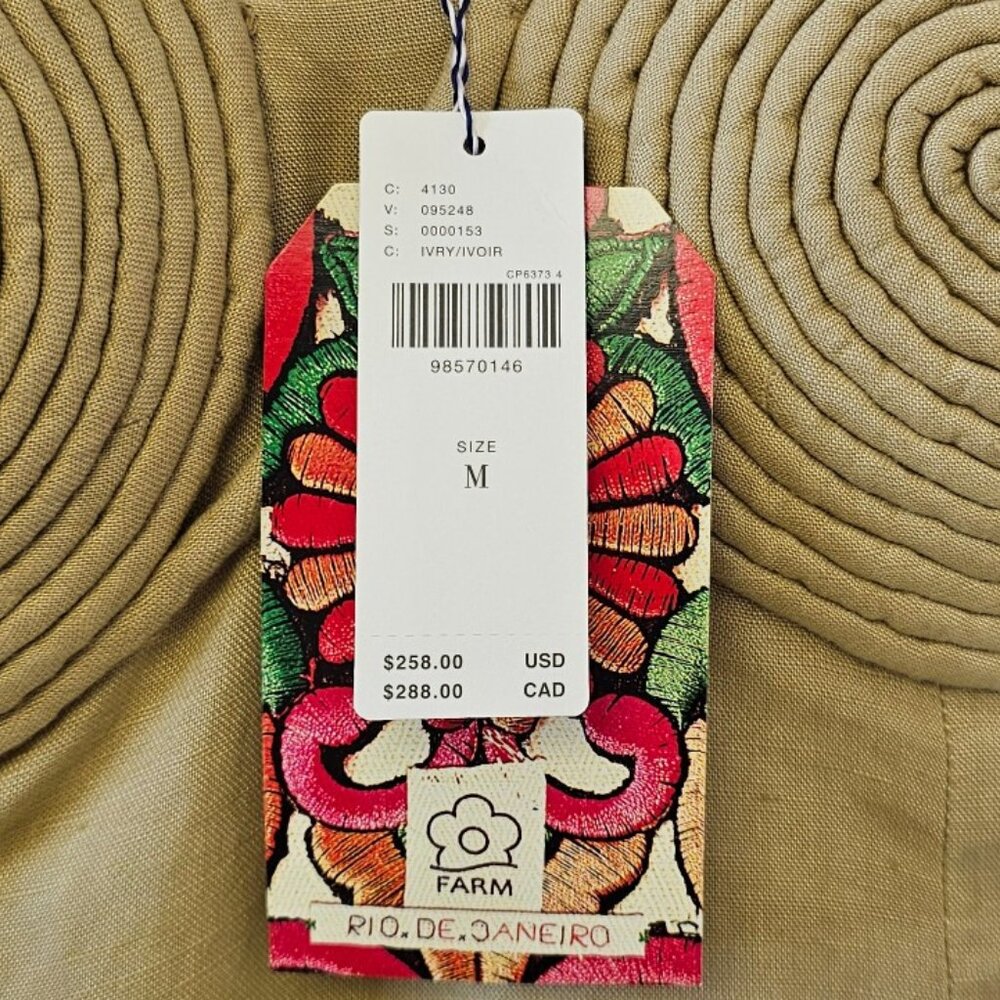 C: 4130
V: 095248
S: 0000153
C: IVRY/IVOIR
CP6373 4
98570146
SIZE
M
$258.00 USD
$288.00 CAD
FARM
RIO.DE.JANEIRO